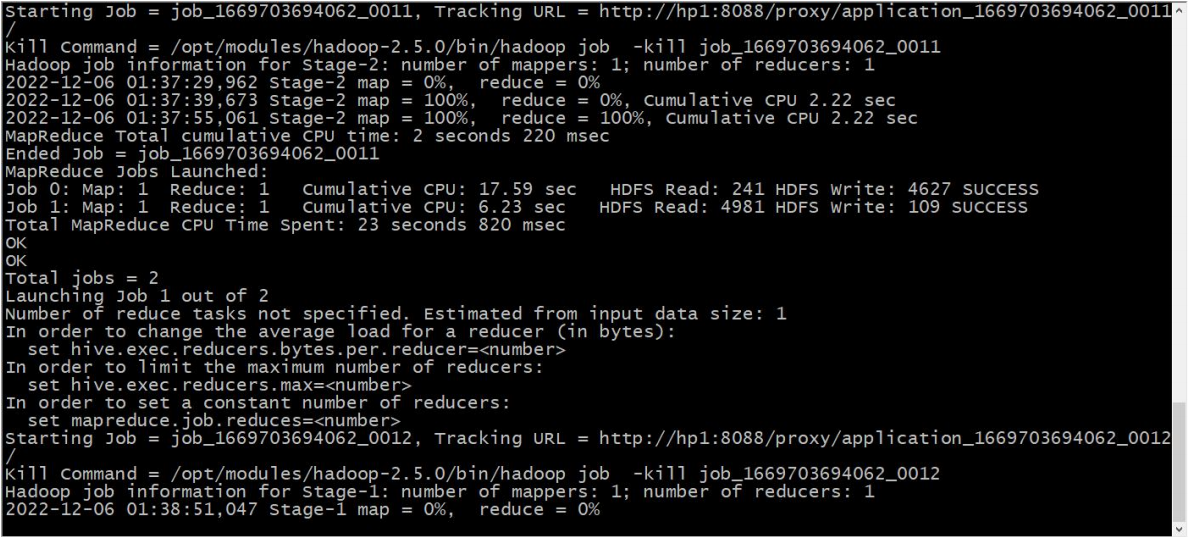 Starting Job = job_1669703694062_0011, Tracking URL = http://hp1:8088/proxy/application_1669703694062_0011
/
Kill Command = /opt/modules/hadoop-2.5.0/bin/hadoop job  -kill job_1669703694062_0011
Hadoop job information for Stage-2: number of mappers: 1; number of reducers: 1
2022-12-06 01:37:29,962 Stage-2 map = 0%,  reduce = 0%
2022-12-06 01:37:39,673 Stage-2 map = 100%,  reduce = 0%, Cumulative CPU 2.22 sec
2022-12-06 01:37:55,061 Stage-2 map = 100%,  reduce = 100%, Cumulative CPU 2.22 sec
MapReduce Total cumulative CPU time: 2 seconds 220 msec
Ended Job = job_1669703694062_0011
MapReduce Jobs Launched:
Job 0: Map: 1  Reduce: 1   Cumulative CPU: 17.59 sec   HDFS Read: 241 HDFS Write: 4627 SUCCESS
Job 1: Map: 1  Reduce: 1   Cumulative CPU: 6.23 sec   HDFS Read: 4981 HDFS Write: 109 SUCCESS
Total MapReduce CPU Time Spent: 23 seconds 820 msec
OK
OK
Total jobs = 2
Launching Job 1 out of 2
Number of reduce tasks not specified. Estimated from input data size: 1
In order to change the average load for a reducer (in bytes):
  set hive.exec.reducers.bytes.per.reducer=<number>
In order to limit the maximum number of reducers:
  set hive.exec.reducers.max=<number>
In order to set a constant number of reducers:
  set mapreduce.job.reduces=<number>
Starting Job = job_1669703694062_0012, Tracking URL = http://hp1:8088/proxy/application_1669703694062_0012
/
Kill Command = /opt/modules/hadoop-2.5.0/bin/hadoop job  -kill job_1669703694062_0012
Hadoop job information for Stage-1: number of mappers: 1; number of reducers: 1
2022-12-06 01:38:51,047 Stage-1 map = 0%,  reduce = 0%